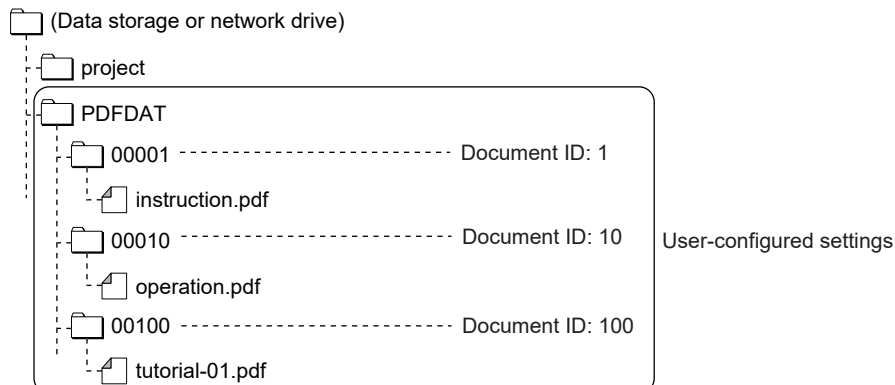 (Data storage or network drive)
project
PDFDAT
00001 Document ID: 1
instruction.pdf
00010 Document ID: 10
User-configured settings
operation.pdf
00100 Document ID: 100
tutorial-01.pdf